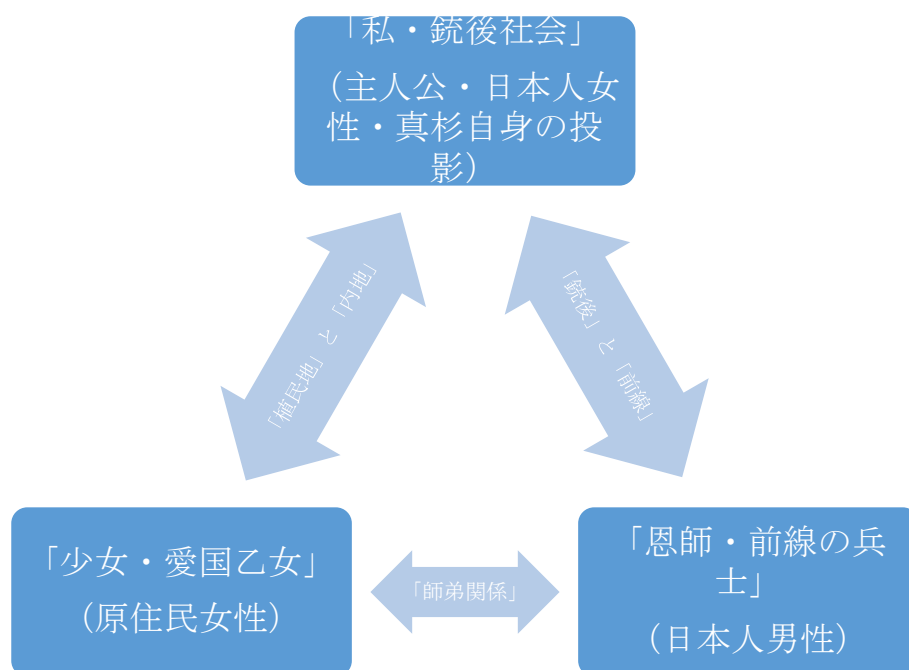 「私・銃後社会」
（主人公・日本人女
性・真杉自身の投
影）
「植民地」と「内地」
「銃後」と「前線」
「少女・愛国乙女」
（原住民女性）
「師弟関係」
「恩師・前線の兵
士」
（日本人男性）